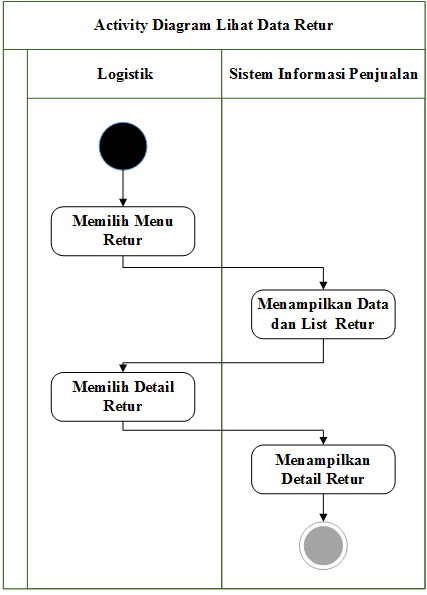 Activity Diagram Lihat Data Retur
Logistik
Sistem Informasi Penjualan
Memilih Menu
Retur
Menampilkan Data
dan List Retur
Memilih Detail
Retur
Menampilkan
Detail Retur